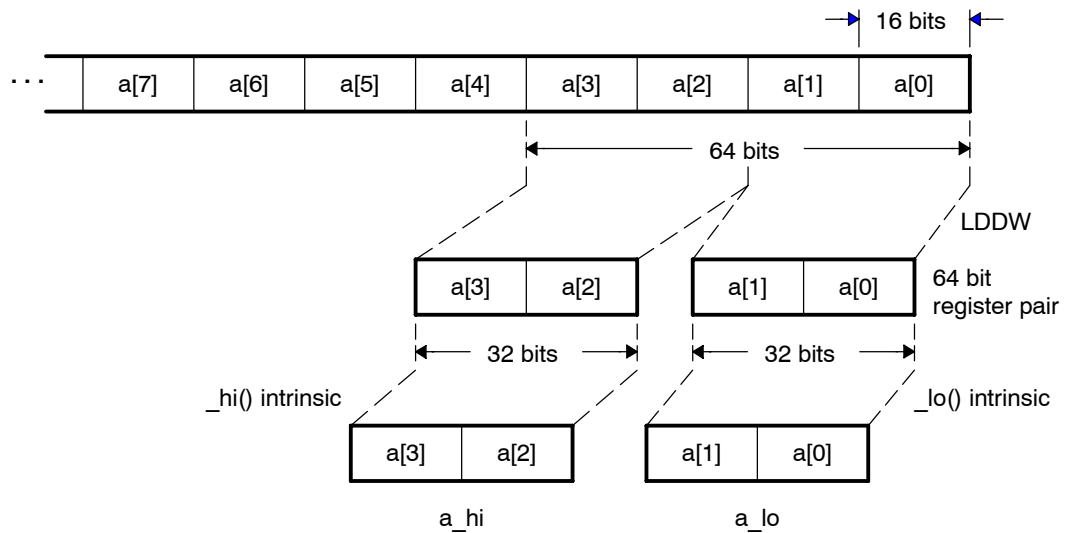 16 bits
··· a[7] a[6] a[5] a[4] a[3] a[2] a[1] a[0]
64 bits
LDDW
a[3] a[2] a[1] a[0]
64 bit
register pair
32 bits 32 bits
_hi() intrinsic _lo() intrinsic
a[3] a[2] a[1] a[0]
a_hi a_lo